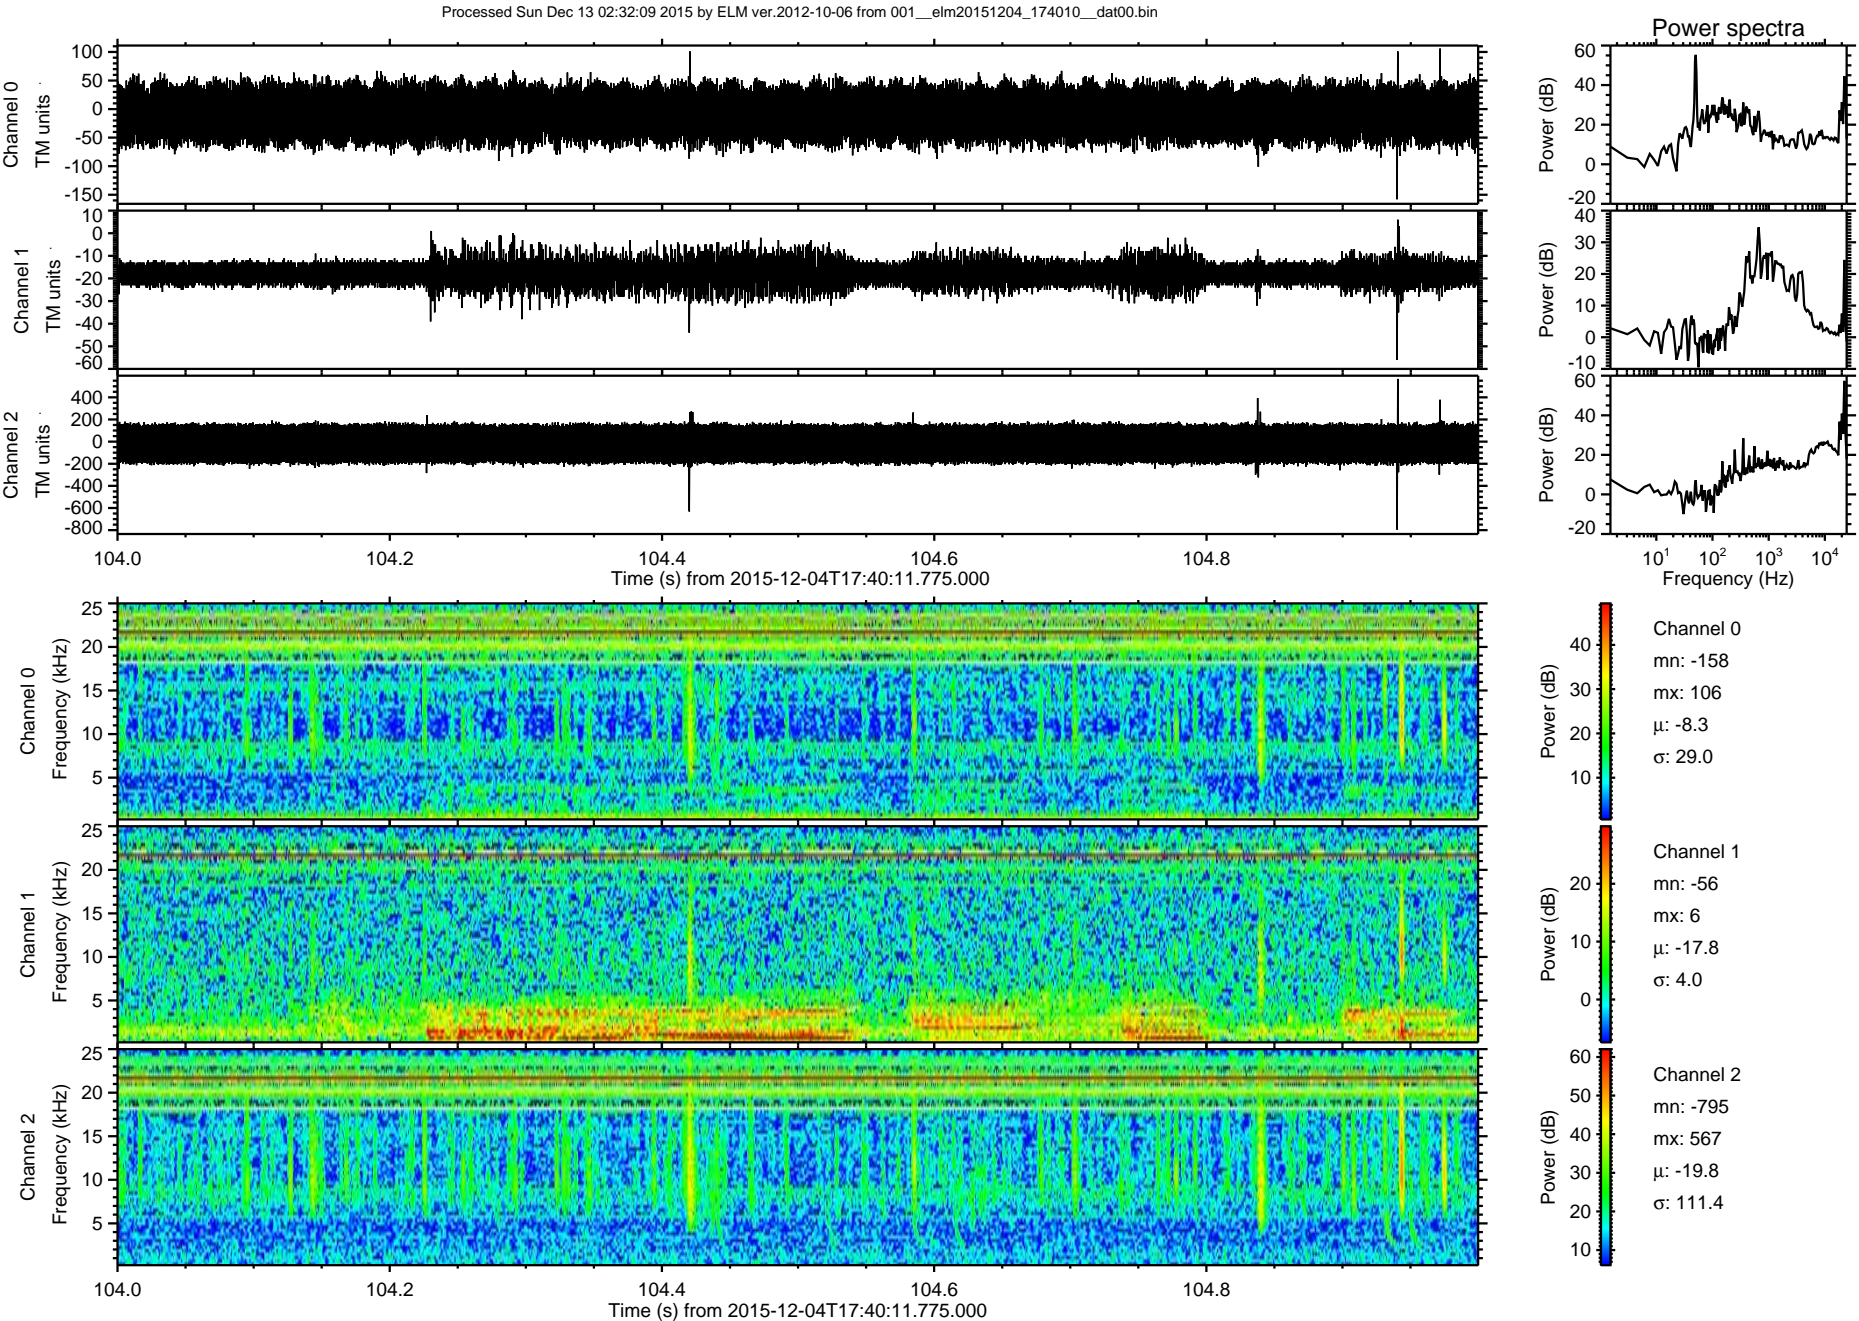 Processed Sun Dec 13 02:32:09 2015 by ELM ver.2012-10-06 from 001__elm20151204_174010__dat00.bin
Power spectra
Channel 0
TM units
100
50
0
-50
-100
-150
Power (dB)
60
40
20
0
-20
Channel 1
TM units
10
0
-10
-20
-30
-40
-50
-60
Power (dB)
40
30
20
10
0
-10
Channel 2
TM units
400
200
0
-200
-400
-600
-800
Power (dB)
60
40
20
0
-20
104.0 104.2 104.4 104.6 104.8
Time (s) from 2015-12-04T17:40:11.775.000
10¹ 10² 10³ 10⁴
Frequency (Hz)
Channel 0
Frequency (kHz)
25
20
15
10
5
Power (dB)
40
30
20
10
Channel 0
mn: -158
mx: 106
μ: -8.3
σ: 29.0
Channel 1
Frequency (kHz)
25
20
15
10
5
Power (dB)
20
10
0
Channel 1
mn: -56
mx: 6
μ: -17.8
σ: 4.0
Channel 2
Frequency (kHz)
25
20
15
10
5
Power (dB)
60
50
40
30
20
10
Channel 2
mn: -795
mx: 567
μ: -19.8
σ: 111.4
104.0 104.2 104.4 104.6 104.8
Time (s) from 2015-12-04T17:40:11.775.000